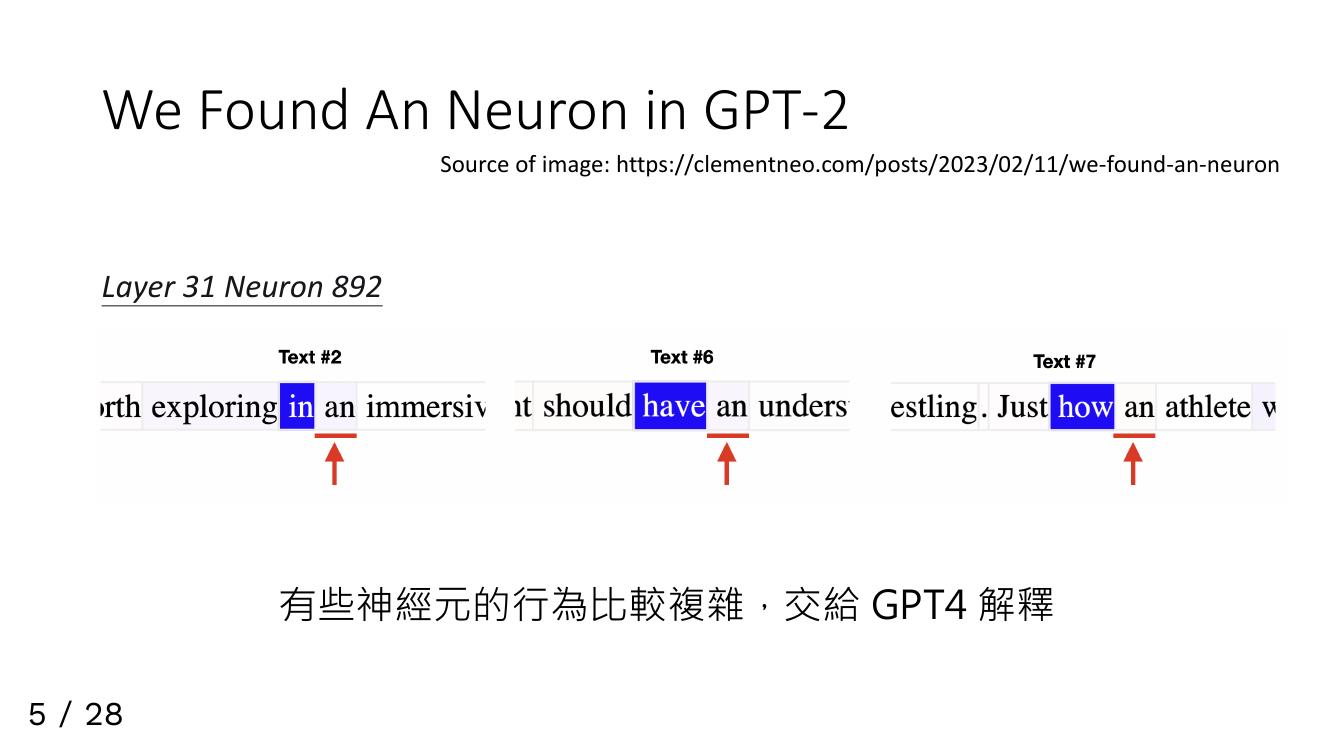 We Found An Neuron in GPT-2
Source of image: https://clementneo.com/posts/2023/02/11/we-found-an-neuron
Layer 31 Neuron 892
Text #2
Text #6
Text #7
orth exploring in an immersiv
nt should have an unders
estling. Just how an athlete w
有些神經元的行為比較複雜，交給 GPT4 解釋
5 / 28